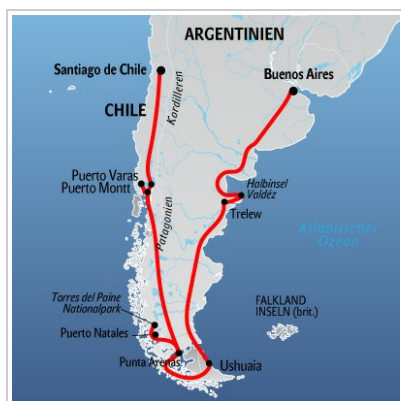 ARGENTINIEN
Santiago de Chile
Buenos Aires
CHILE
Kordilleren
Puerto Varas
Puerto Montt
Halbinsel
Valdéz
Trelew
Patagonien
Atlantischer
Ozean
Torres del Paine
Nationalpark
FALKLAND
INSELN (brit.)
Puerto Natales
Punta Arenas
Ushuaia